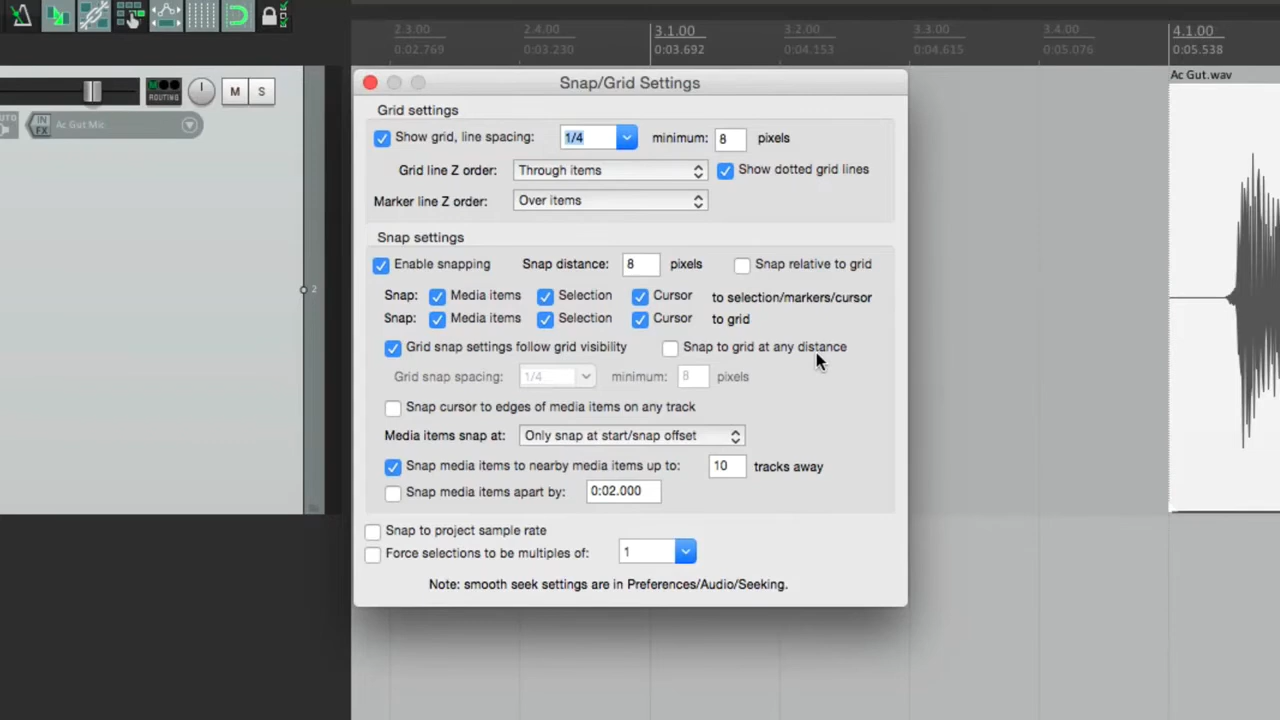 2.3.00 2.4.00 3.1.00 3.2.00 3.3.00 3.4.00 4.1.00
0:02.769 0:03.230 0:03.692 0:04.153 0:04.615 0:05.076 0:05.538
Snap/Grid Settings
Ac Gut.wav
ROUTING M S
Grid settings
UTO IN FX Ac Gut Mic
Show grid, line spacing: 1/4 minimum: 8 pixels
Grid line Z order: Through items Show dotted grid lines
Marker line Z order: Over items
Snap settings
Enable snapping Snap distance: 8 pixels Snap relative to grid
2
Snap: Media items Selection Cursor to selection/markers/cursor
Snap: Media items Selection Cursor to grid
Grid snap settings follow grid visibility Snap to grid at any distance
Grid snap spacing: 1/4 minimum: 8 pixels
Snap cursor to edges of media items on any track
Media items snap at: Only snap at start/snap offset
Snap media items to nearby media items up to: 10 tracks away
Snap media items apart by: 0:02.000
Snap to project sample rate
Force selections to be multiples of: 1
Note: smooth seek settings are in Preferences/Audio/Seeking.